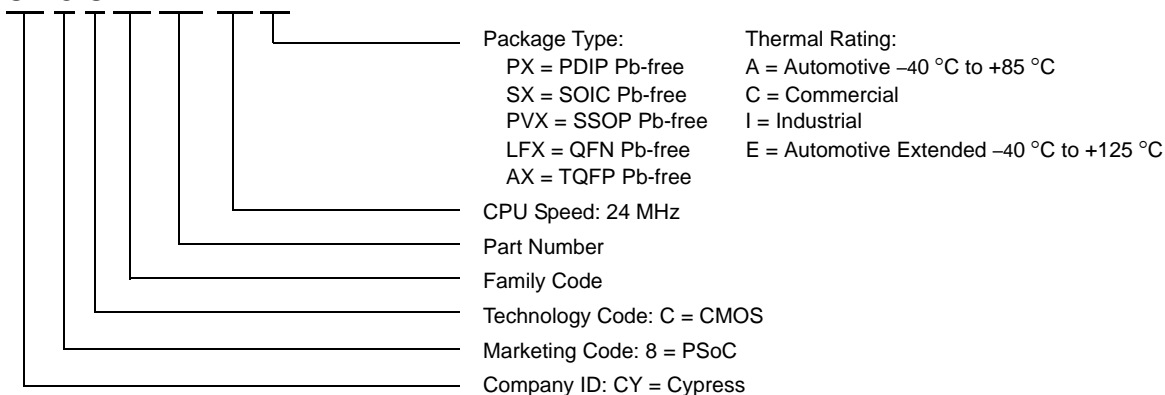 Package Type: Thermal Rating:
PX = PDIP Pb-free A = Automotive –40 °C to +85 °C
SX = SOIC Pb-free C = Commercial
PVX = SSOP Pb-free I = Industrial
LFX = QFN Pb-free E = Automotive Extended –40 °C to +125 °C
AX = TQFP Pb-free
CPU Speed: 24 MHz
Part Number
Family Code
Technology Code: C = CMOS
Marketing Code: 8 = PSoC
Company ID: CY = Cypress